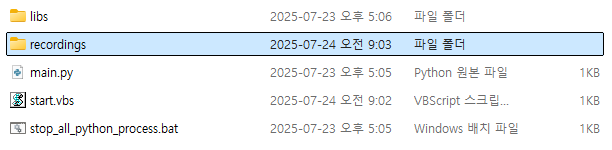 libs 2025-07-23 오후 5:06 파일 폴더
recordings 2025-07-24 오전 9:03 파일 폴더
main.py 2025-07-23 오후 5:05 Python 원본 파일 1KB
start.vbs 2025-07-24 오전 9:02 VBScript 스크립... 1KB
stop_all_python_process.bat 2025-07-23 오후 5:05 Windows 배치 파일 1KB